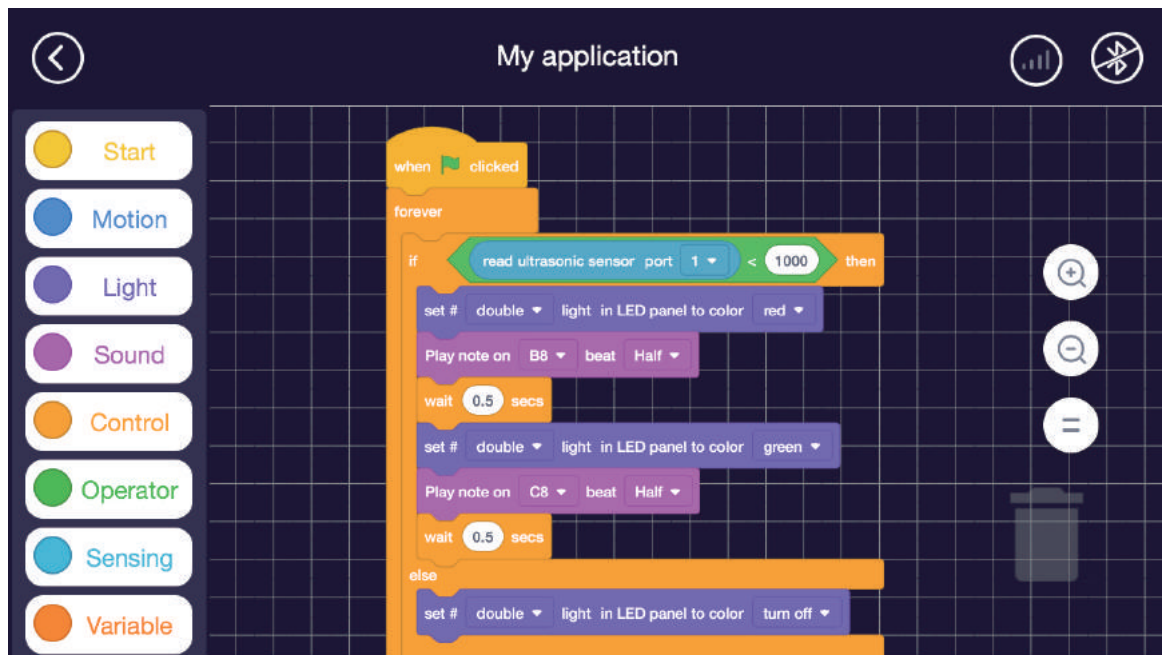 My application
Start
Motion
Light
Sound
Control
Operator
Sensing
Variable
when clicked
forever
if read ultrasonic sensor port 1 < 1000 then
set # double light in LED panel to color red
Play note on B8 beat Half
wait 0.5 secs
set # double light in LED panel to color green
Play note on C8 beat Half
wait 0.5 secs
else
set # double light in LED panel to color turn off